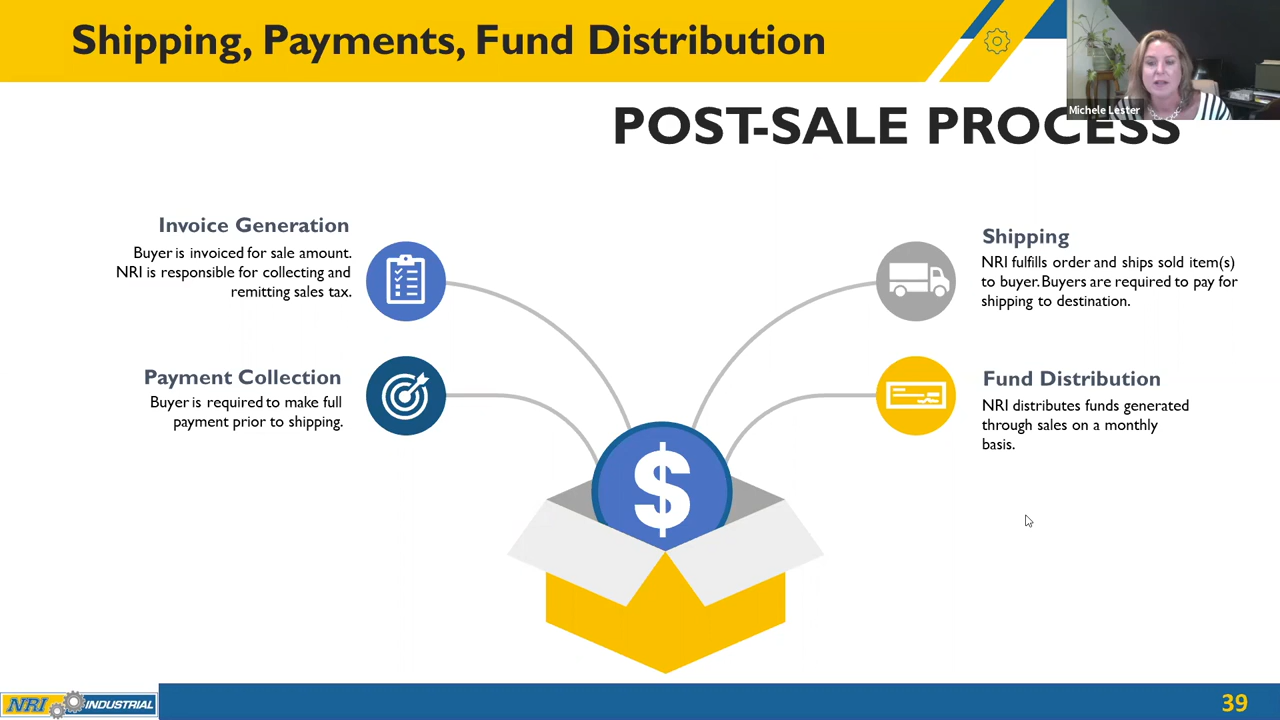 Shipping, Payments, Fund Distribution
Michele Lester
POST-SALE PROCESS
Invoice Generation
Buyer is invoiced for sale amount.
NRI is responsible for collecting and
remitting sales tax.
Payment Collection
Buyer is required to make full
payment prior to shipping.
Shipping
NRI fulfills order and ships sold item(s)
to buyer. Buyers are required to pay for
shipping to destination.
Fund Distribution
NRI distributes funds generated
through sales on a monthly
basis.
$
NRI INDUSTRIAL
39